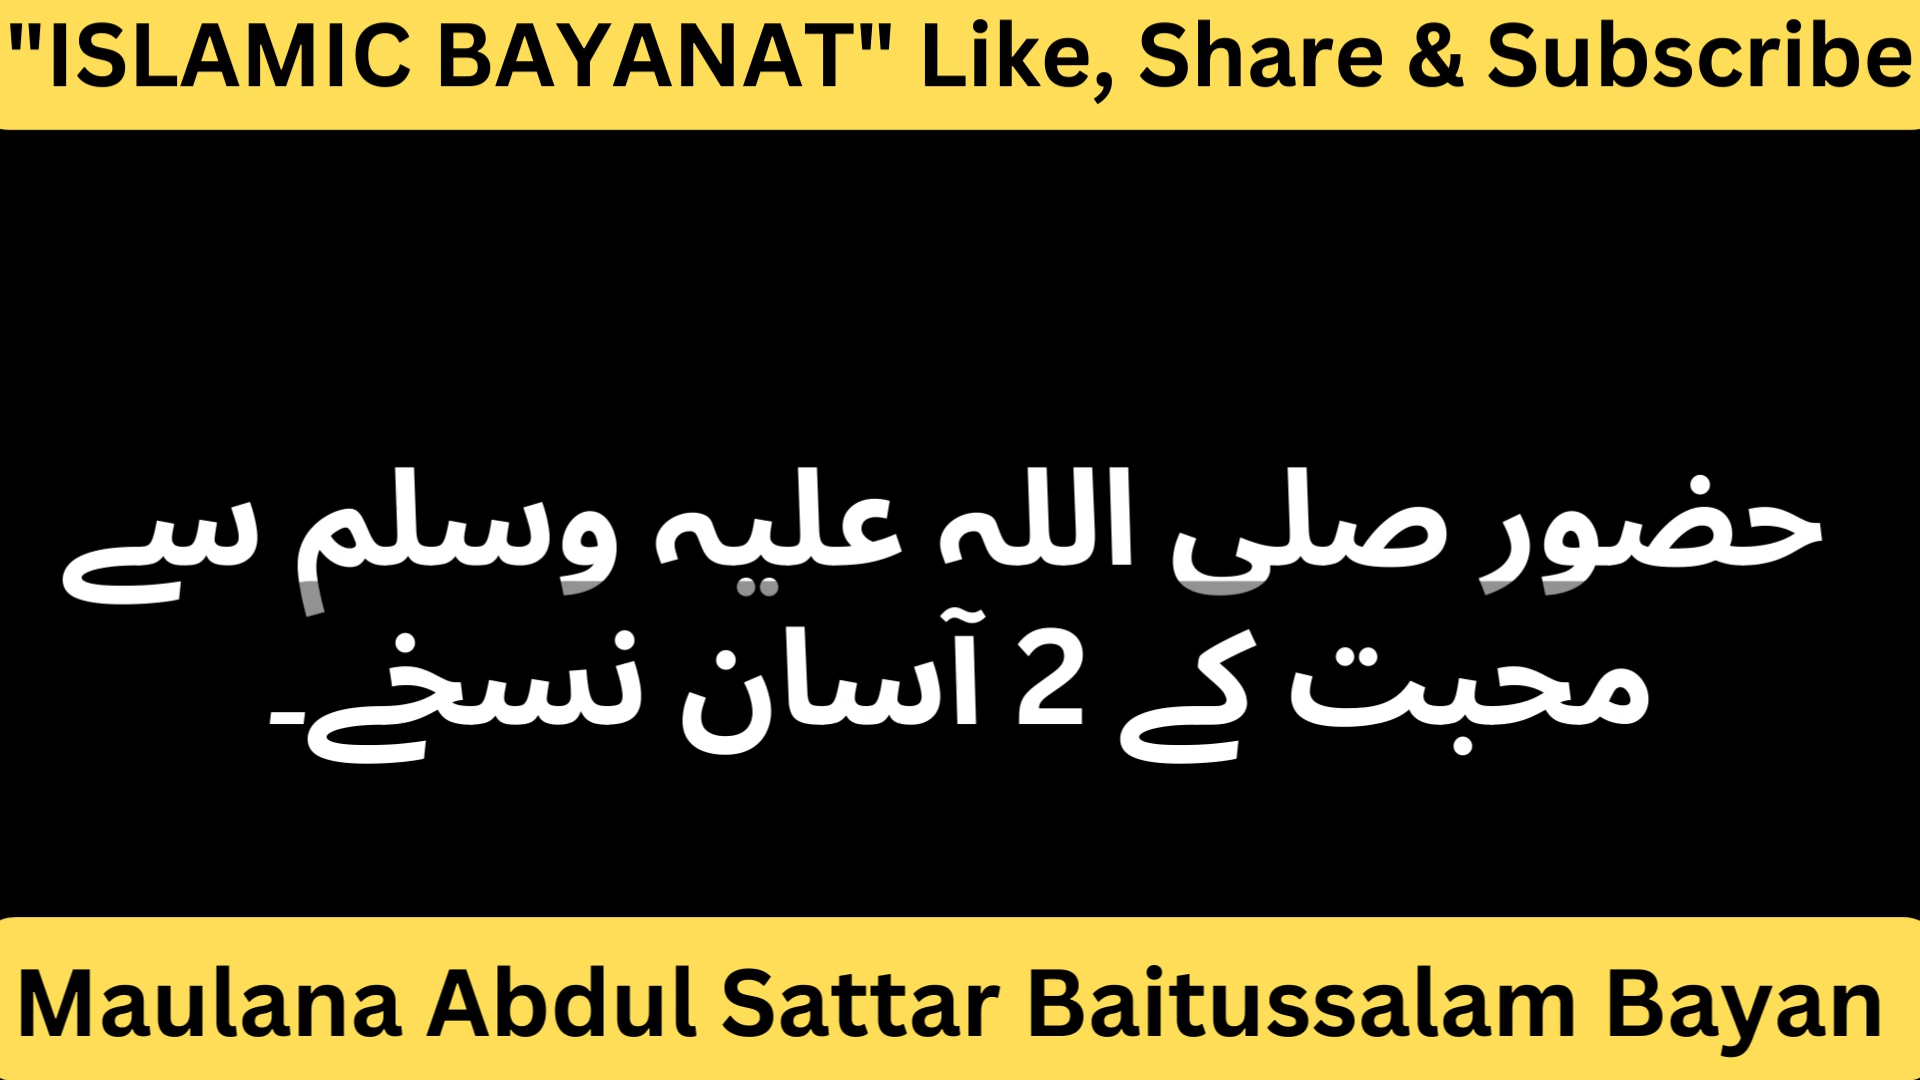 "ISLAMIC BAYANAT" Like, Share & Subscribe
حضور صلی اللہ علیہ وسلم سے
محبت کے 2 آسان نسخے۔
Maulana Abdul Sattar Baitussalam Bayan